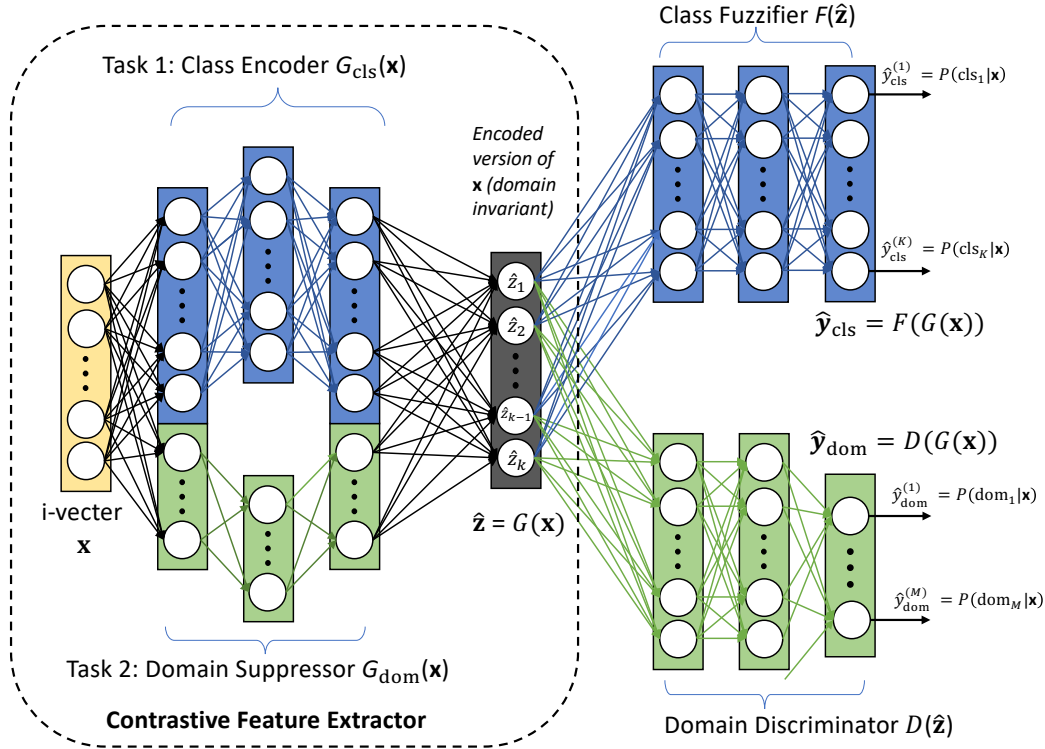 Class Fuzzifier F(ẑ)
Task 1: Class Encoder G_cls(x)
ŷ_cls^(1) = P(cls_1|x)
Encoded
version of
x (domain
invariant)
ŷ_cls^(K) = P(cls_K|x)
ẑ_1
ẑ_2
ẑ_{k−1}
ẑ_k
ŷ_cls = F(G(x))
ŷ_dom = D(G(x))
i-vecter
x
ẑ = G(x)
ŷ_dom^(1) = P(dom_1|x)
ŷ_dom^(M) = P(dom_M|x)
Task 2: Domain Suppressor G_dom(x)
Contrastive Feature Extractor
Domain Discriminator D(ẑ)